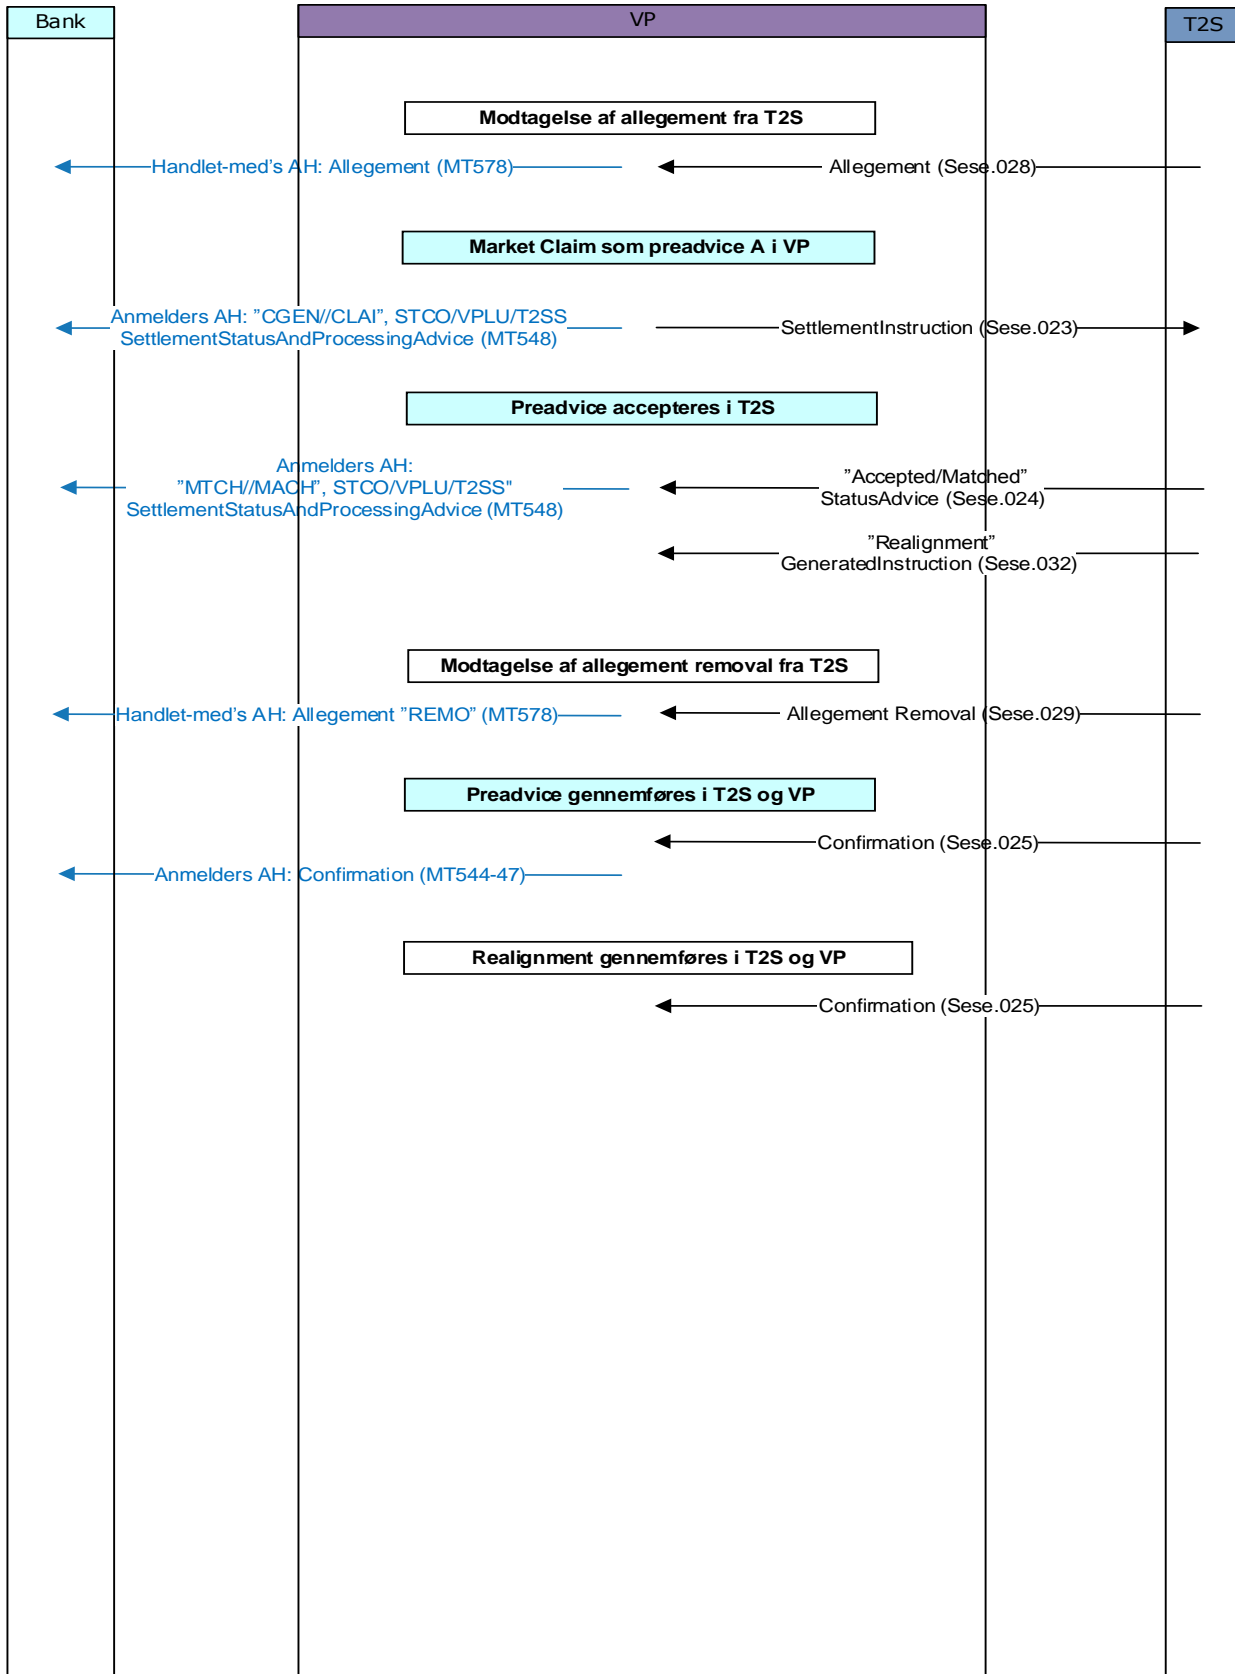 Bank
VP
T2S
Modtagelse af allegement fra T2S
Handlet-med’s AH: Allegement (MT578)
Allegement (Sese.028)
Market Claim som preadvice A i VP
Anmelders AH: ”CGEN//CLAI”, STCO/VPLU/T2SS
SettlementStatusAndProcessingAdvice (MT548)
SettlementInstruction (Sese.023)
Preadvice accepteres i T2S
Anmelders AH:
”MTCH//MACH”, STCO/VPLU/T2SS"
SettlementStatusAndProcessingAdvice (MT548)
”Accepted/Matched”
StatusAdvice (Sese.024)
”Realignment”
GeneratedInstruction (Sese.032)
Modtagelse af allegement removal fra T2S
Handlet-med’s AH: Allegement ”REMO” (MT578)
Allegement Removal (Sese.029)
Preadvice gennemføres i T2S og VP
Confirmation (Sese.025)
Anmelders AH: Confirmation (MT544-47)
Realignment gennemføres i T2S og VP
Confirmation (Sese.025)